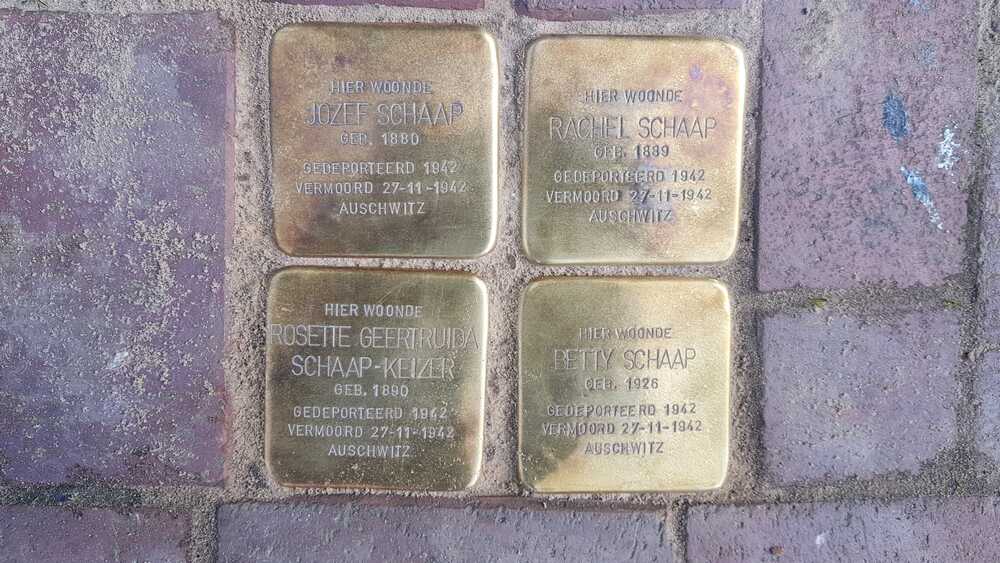 HIER WOONDE
JOZEF SCHAAP
GEB. 1880
GEDEPORTEERD 1942
VERMOORD 27-11-1942
AUSCHWITZ
HIER WOONDE
RACHEL SCHAAP
GEB. 1889
GEDEPORTEERD 1942
VERMOORD 27-11-1942
AUSCHWITZ
HIER WOONDE
ROSETTE GEERTRUIDA
SCHAAP-KEIZER
GEB. 1890
GEDEPORTEERD 1942
VERMOORD 27-11-1942
AUSCHWITZ
HIER WOONDE
BETTY SCHAAP
GEB. 1926
GEDEPORTEERD 1942
VERMOORD 27-11-1942
AUSCHWITZ